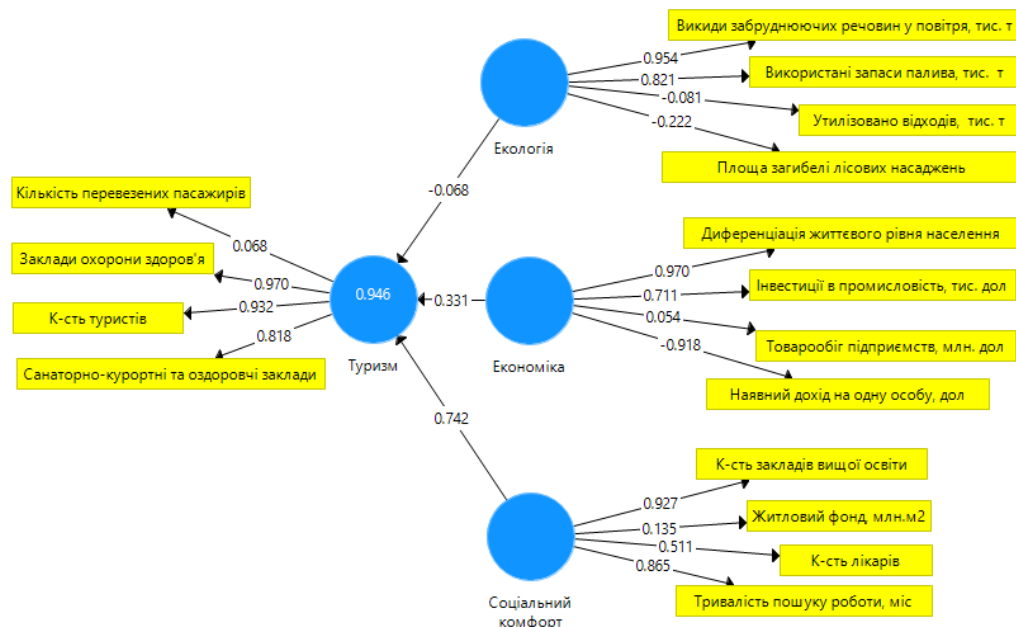 Викиди забруднюючих речовин у повітря, тис. т
0.954
Використані запаси палива, тис. т
0.821
-0.081
Утилізовано відходів, тис. т
-0.222
Екологія
Площа загибелі лісових насаджень
-0.068
Кількість перевезених пасажирів
0.068
Заклади охорони здоров'я
0.970
К-сть туристів
0.932
0.818
Санаторно-курортні та оздоровчі заклади
0.946
Туризм
0.331
Диференціація життєвого рівня населення
0.970
Інвестиції в промисловість, тис. дол
0.711
0.054
Товарообіг підприємств, млн. дол
-0.918
Економіка
Наявний дохід на одну особу, дол
0.742
К-сть закладів вищої освіти
0.927
Житловий фонд, млн.м2
0.135
0.511
К-сть лікарів
0.865
Тривалість пошуку роботи, міс
Соціальний
комфорт